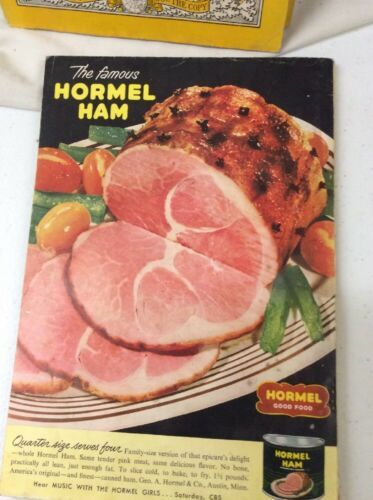 THE COPY
The famous
HORMEL
HAM
HORMEL
GOOD FOOD
Quarter size serves four. Family-size version of that epicure's delight
—whole Hormel Ham. Same tender pink meat, same delicious flavor. No bone,
practically all lean, just enough fat. To slice cold, to bake, to fry, 1½ pounds.
America's original—and finest—canned ham. Geo. A. Hormel & Co., Austin, Minn.
Hear MUSIC WITH THE HORMEL GIRLS . . . Saturday, CBS
HORMEL
HAM